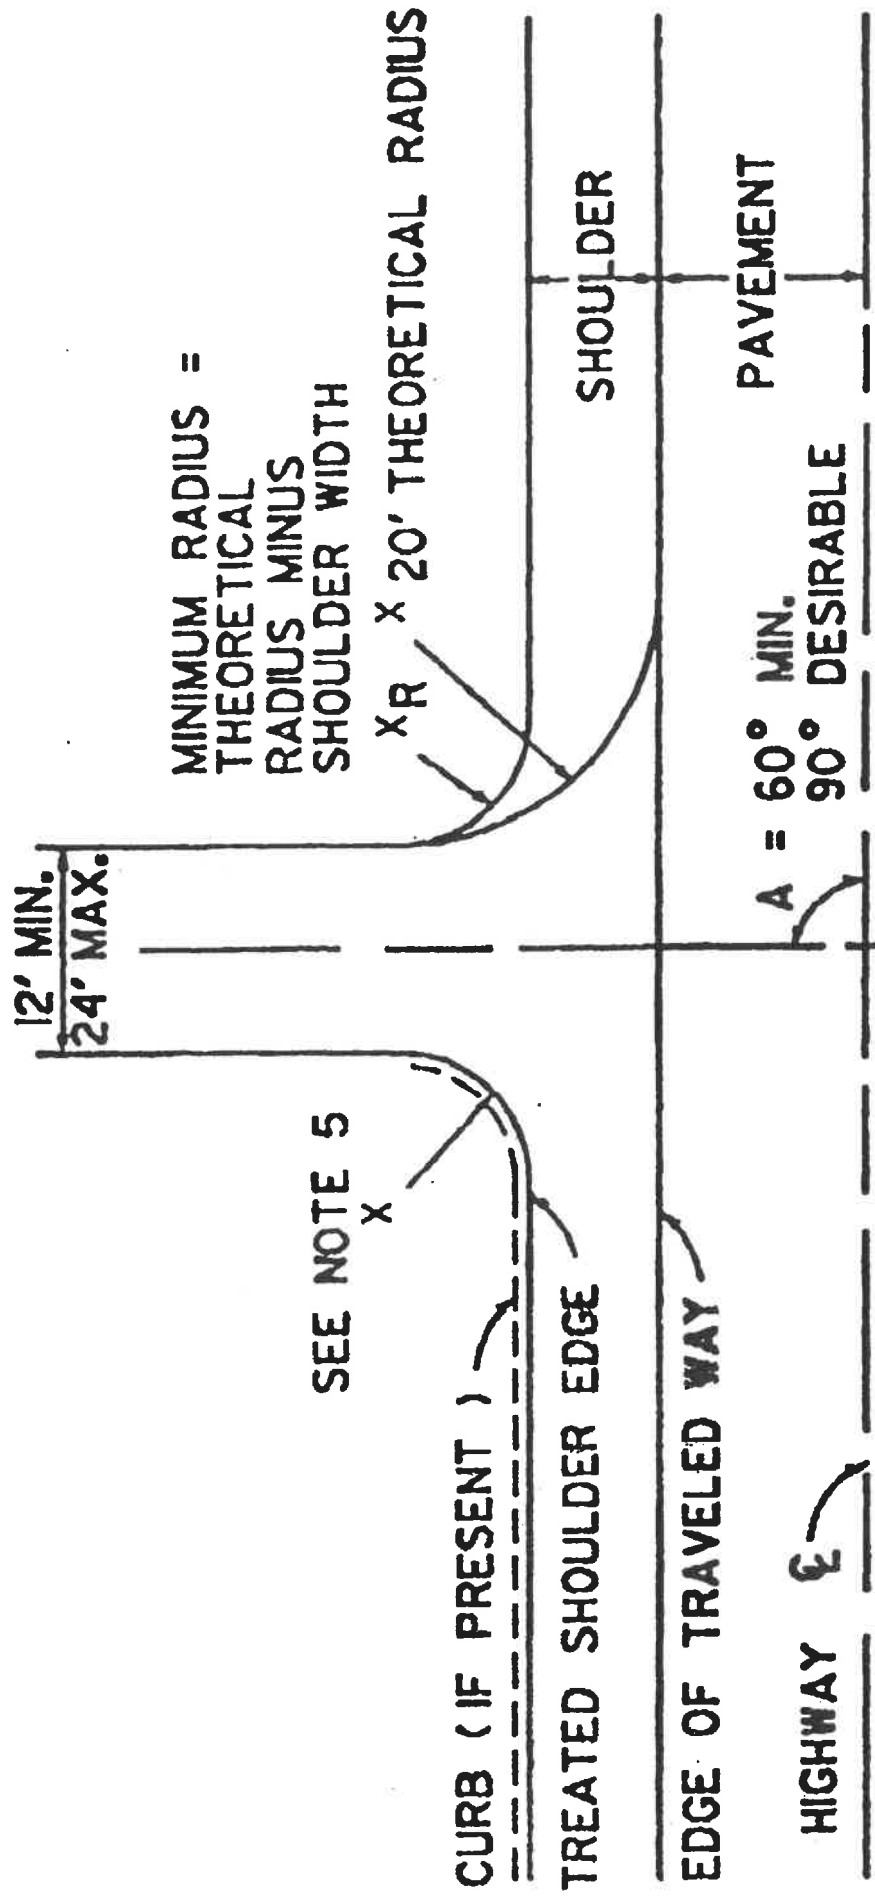 12' MIN.
24' MAX.
MINIMUM RADIUS =
THEORETICAL
RADIUS MINUS
SHOULDER WIDTH
X R
X 20' THEORETICAL RADIUS
SEE NOTE 5
X
CURB (IF PRESENT)
TREATED SHOULDER EDGE
SHOULDER
EDGE OF TRAVELED WAY
PAVEMENT
A = 60° MIN.
90° DESIRABLE
HIGHWAY ℄